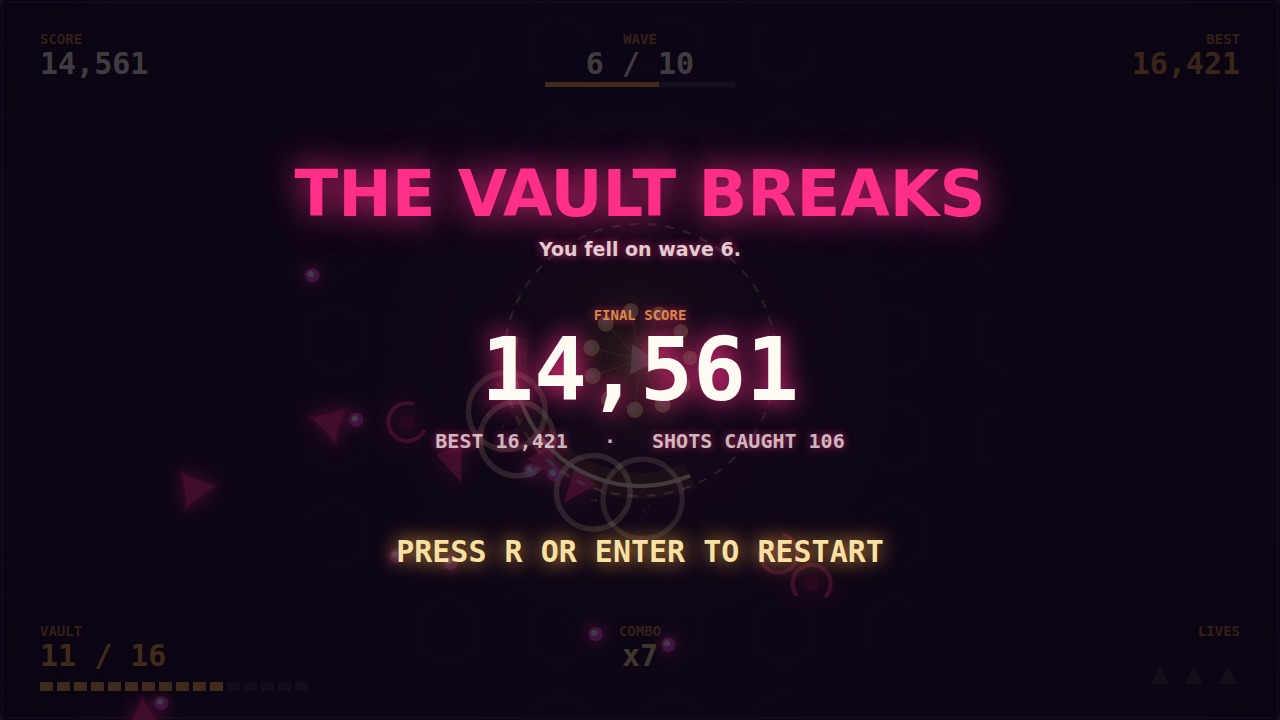 SCORE
14,561
WAVE
6 / 10
BEST
16,421
THE VAULT BREAKS
You fell on wave 6.
FINAL SCORE
14,561
BEST 16,421 · SHOTS CAUGHT 106
PRESS R OR ENTER TO RESTART
VAULT
11 / 16
COMBO
x7
LIVES